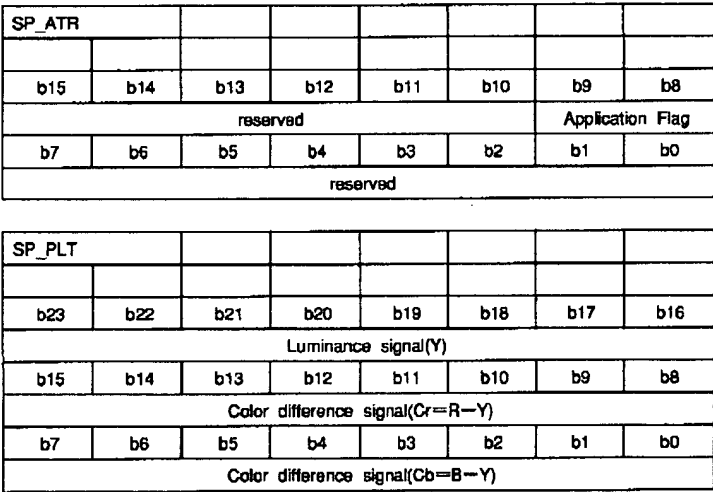 SP_ATR
b15 b14 b13 b12 b11 b10 b9 b8
reserved Application Flag
b7 b6 b5 b4 b3 b2 b1 b0
reserved
SP_PLT
b23 b22 b21 b20 b19 b18 b17 b16
Luminance signal(Y)
b15 b14 b13 b12 b11 b10 b9 b8
Color difference signal(Cr=R-Y)
b7 b6 b5 b4 b3 b2 b1 b0
Color difference signal(Cb=B-Y)